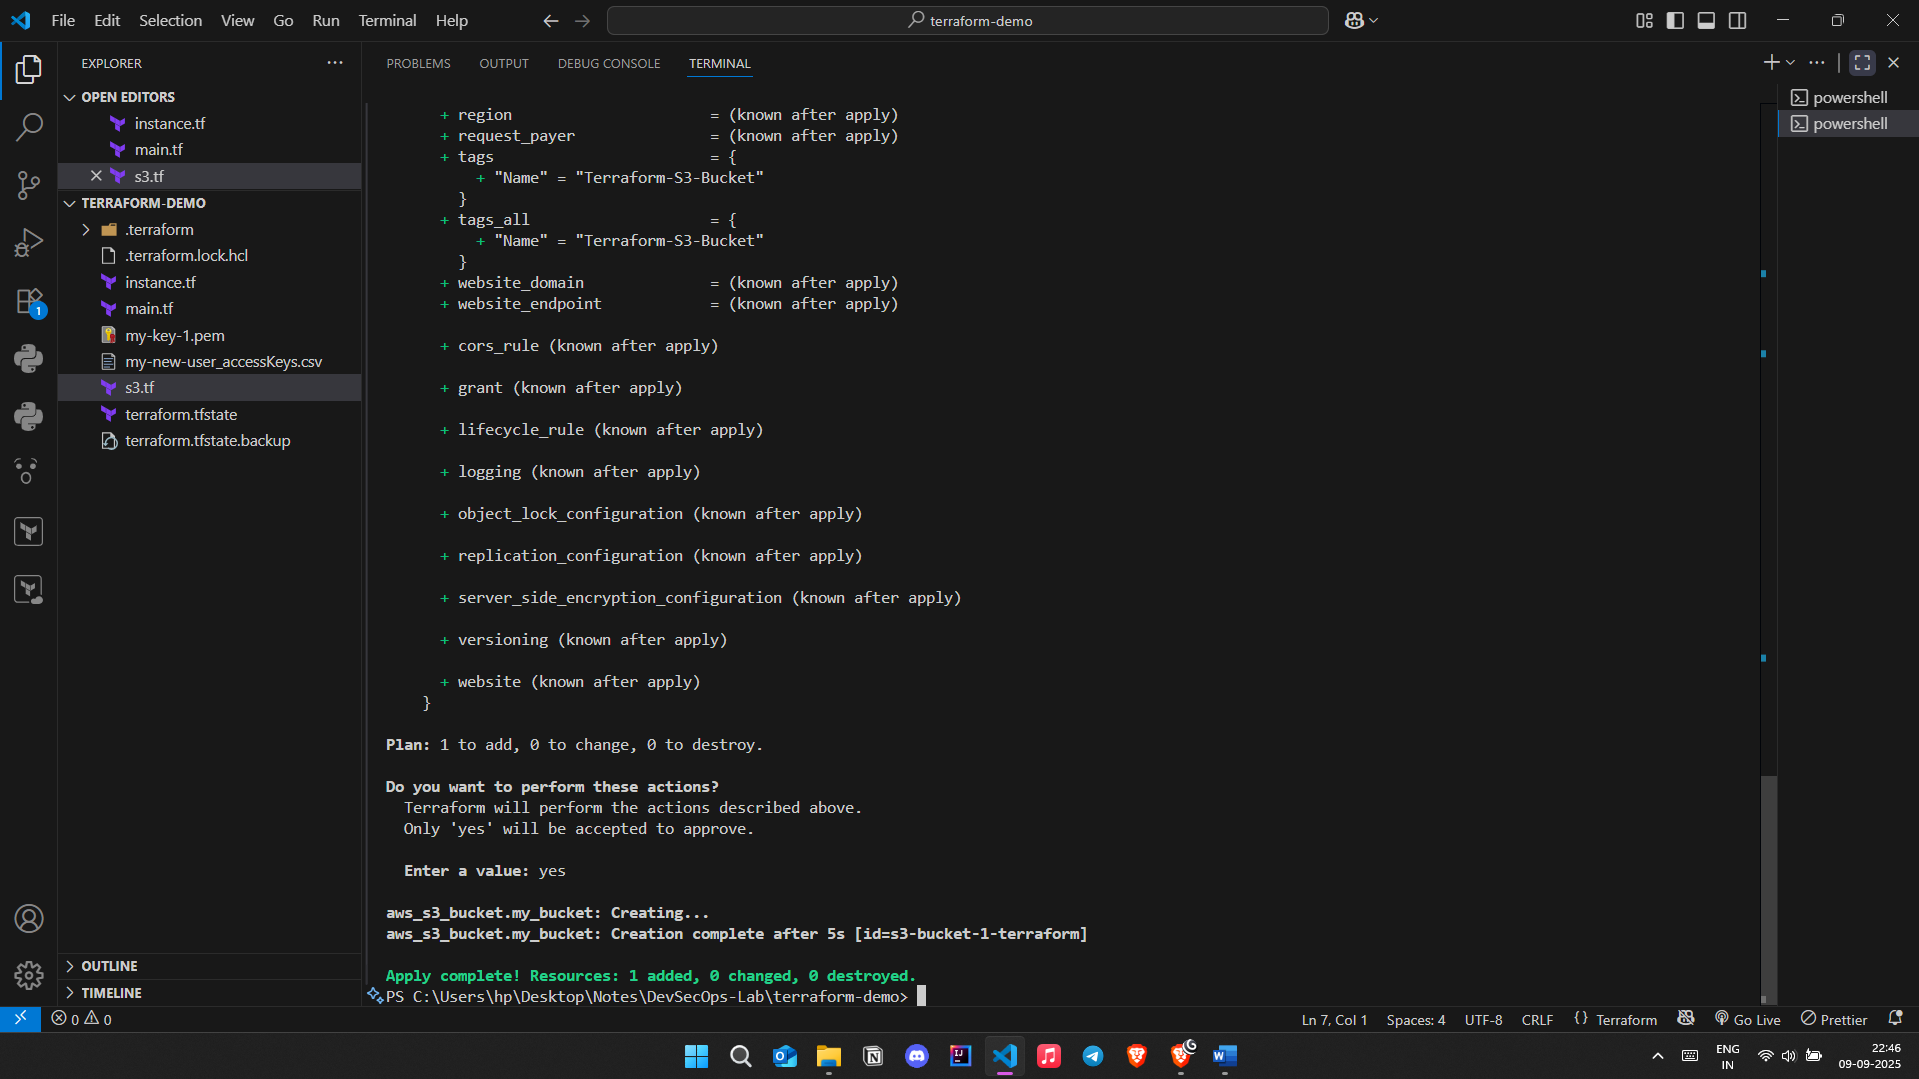 File Edit Selection View Go Run Terminal Help
terraform-demo
EXPLORER
OPEN EDITORS
instance.tf
main.tf
s3.tf
TERRAFORM-DEMO
.terraform
.terraform.lock.hcl
instance.tf
main.tf
my-key-1.pem
my-new-user_accessKeys.csv
s3.tf
terraform.tfstate
terraform.tfstate.backup
OUTLINE
TIMELINE
1
PROBLEMS OUTPUT DEBUG CONSOLE TERMINAL
powershell
powershell
+ region = (known after apply)
+ request_payer = (known after apply)
+ tags = {
+ "Name" = "Terraform-S3-Bucket"
}
+ tags_all = {
+ "Name" = "Terraform-S3-Bucket"
}
+ website_domain = (known after apply)
+ website_endpoint = (known after apply)
+ cors_rule (known after apply)
+ grant (known after apply)
+ lifecycle_rule (known after apply)
+ logging (known after apply)
+ object_lock_configuration (known after apply)
+ replication_configuration (known after apply)
+ server_side_encryption_configuration (known after apply)
+ versioning (known after apply)
+ website (known after apply)
}
Plan: 1 to add, 0 to change, 0 to destroy.
Do you want to perform these actions?
Terraform will perform the actions described above.
Only 'yes' will be accepted to approve.
Enter a value: yes
aws_s3_bucket.my_bucket: Creating...
aws_s3_bucket.my_bucket: Creation complete after 5s [id=s3-bucket-1-terraform]
Apply complete! Resources: 1 added, 0 changed, 0 destroyed.
PS C:\Users\hp\Desktop\Notes\DevSecOps-Lab\terraform-demo>
0 0
Ln 7, Col 1 Spaces: 4 UTF-8 CRLF {} Terraform Go Live Prettier
ENG
IN
22:46
09-09-2025